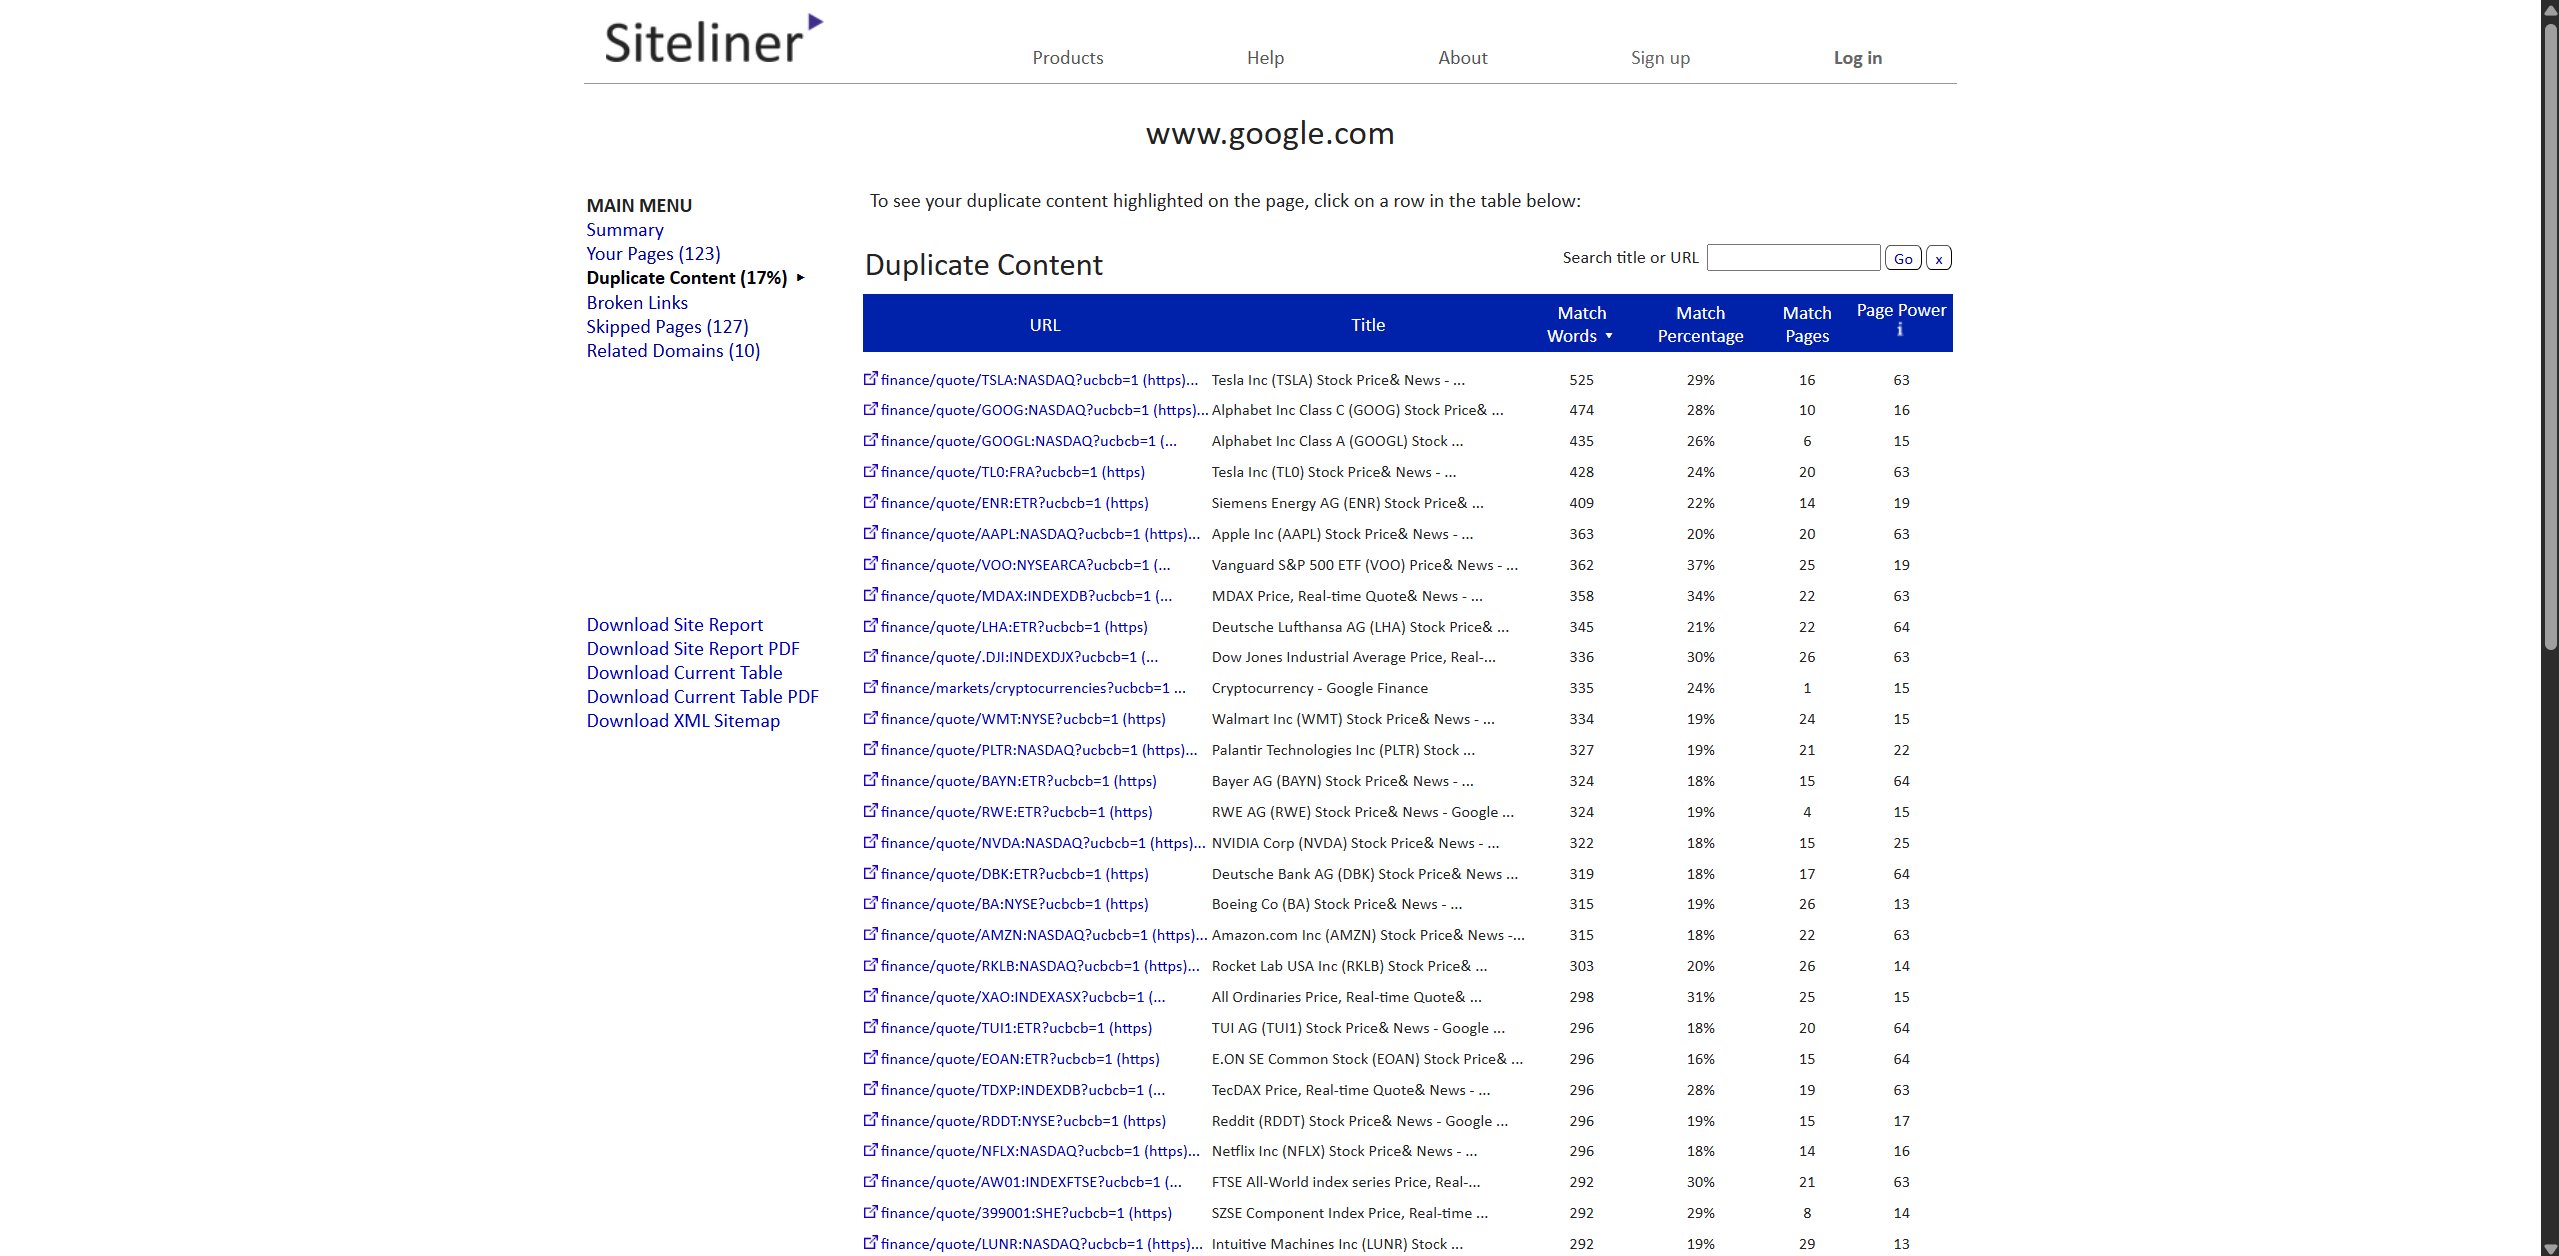 Siteliner
Products Help About Sign up Log in
www.google.com
MAIN MENU
Summary
Your Pages (123)
Duplicate Content (17%)
Broken Links
Skipped Pages (127)
Related Domains (10)
Download Site Report
Download Site Report PDF
Download Current Table
Download Current Table PDF
Download XML Sitemap
To see your duplicate content highlighted on the page, click on a row in the table below:
Duplicate Content
Search title or URL Go x
URL Title Match Words Match Percentage Match Pages Page Power i
finance/quote/TSLA:NASDAQ?ucbcb=1 (https)... Tesla Inc (TSLA) Stock Price& News - ... 525 29% 16 63
finance/quote/GOOG:NASDAQ?ucbcb=1 (https)... Alphabet Inc Class C (GOOG) Stock Price& ... 474 28% 10 16
finance/quote/GOOGL:NASDAQ?ucbcb=1 (... Alphabet Inc Class A (GOOGL) Stock ... 435 26% 6 15
finance/quote/TL0:FRA?ucbcb=1 (https) Tesla Inc (TL0) Stock Price& News - ... 428 24% 20 63
finance/quote/ENR:ETR?ucbcb=1 (https) Siemens Energy AG (ENR) Stock Price& ... 409 22% 14 19
finance/quote/AAPL:NASDAQ?ucbcb=1 (https)... Apple Inc (AAPL) Stock Price& News - ... 363 20% 20 63
finance/quote/VOO:NYSEARCA?ucbcb=1 (... Vanguard S&P 500 ETF (VOO) Price& News - ... 362 37% 25 19
finance/quote/MDAX:INDEXDB?ucbcb=1 (... MDAX Price, Real-time Quote& News - ... 358 34% 22 63
finance/quote/LHA:ETR?ucbcb=1 (https) Deutsche Lufthansa AG (LHA) Stock Price& ... 345 21% 22 64
finance/quote/.DJI:INDEXDJX?ucbcb=1 (... Dow Jones Industrial Average Price, Real-... 336 30% 26 63
finance/markets/cryptocurrencies?ucbcb=1 ... Cryptocurrency - Google Finance 335 24% 1 15
finance/quote/WMT:NYSE?ucbcb=1 (https) Walmart Inc (WMT) Stock Price& News - ... 334 19% 24 15
finance/quote/PLTR:NASDAQ?ucbcb=1 (https)... Palantir Technologies Inc (PLTR) Stock ... 327 19% 21 22
finance/quote/BAYN:ETR?ucbcb=1 (https) Bayer AG (BAYN) Stock Price& News - ... 324 18% 15 64
finance/quote/RWE:ETR?ucbcb=1 (https) RWE AG (RWE) Stock Price& News - Google ... 324 19% 4 15
finance/quote/NVDA:NASDAQ?ucbcb=1 (https)... NVIDIA Corp (NVDA) Stock Price& News - ... 322 18% 15 25
finance/quote/DBK:ETR?ucbcb=1 (https) Deutsche Bank AG (DBK) Stock Price& News ... 319 18% 17 64
finance/quote/BA:NYSE?ucbcb=1 (https) Boeing Co (BA) Stock Price& News - ... 315 19% 26 13
finance/quote/AMZN:NASDAQ?ucbcb=1 (https)... Amazon.com Inc (AMZN) Stock Price& News -... 315 18% 22 63
finance/quote/RKLB:NASDAQ?ucbcb=1 (https)... Rocket Lab USA Inc (RKLB) Stock Price& ... 303 20% 26 14
finance/quote/XAO:INDEXASX?ucbcb=1 (... All Ordinaries Price, Real-time Quote& ... 298 31% 25 15
finance/quote/TUI1:ETR?ucbcb=1 (https) TUI AG (TUI1) Stock Price& News - Google ... 296 18% 20 64
finance/quote/EOAN:ETR?ucbcb=1 (https) E.ON SE Common Stock (EOAN) Stock Price& ... 296 16% 15 64
finance/quote/TDXP:INDEXDB?ucbcb=1 (... TecDAX Price, Real-time Quote& News - ... 296 28% 19 63
finance/quote/RDDT:NYSE?ucbcb=1 (https) Reddit (RDDT) Stock Price& News - Google ... 296 19% 15 17
finance/quote/NFLX:NASDAQ?ucbcb=1 (https)... Netflix Inc (NFLX) Stock Price& News - ... 296 18% 14 16
finance/quote/AW01:INDEXFTSE?ucbcb=1 (... FTSE All-World index series Price, Real-... 292 30% 21 63
finance/quote/399001:SHE?ucbcb=1 (https) SZSE Component Index Price, Real-time ... 292 29% 8 14
finance/quote/LUNR:NASDAQ?ucbcb=1 (https)... Intuitive Machines Inc (LUNR) Stock ... 292 19% 29 13